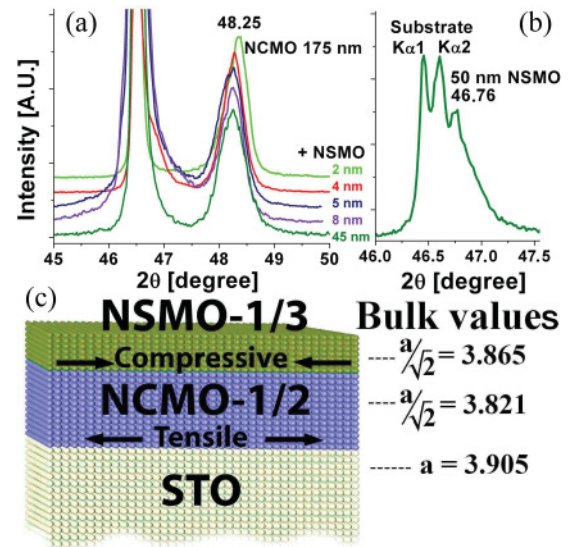 (a)
48.25
NCMO 175 nm
+ NSMO
2 nm
4 nm
5 nm
8 nm
45 nm
Intensity [A.U.]
45 46 47 48 49 50
2θ [degree]
(b)
Substrate
Kα1 Kα2
50 nm NSMO
46.76
46.0 46.5 47.0 47.5
2θ [degree]
(c)
NSMO-1/3
Compressive
NCMO-1/2
Tensile
STO
Bulk values
a/√2 = 3.865
a/√2 = 3.821
a = 3.905